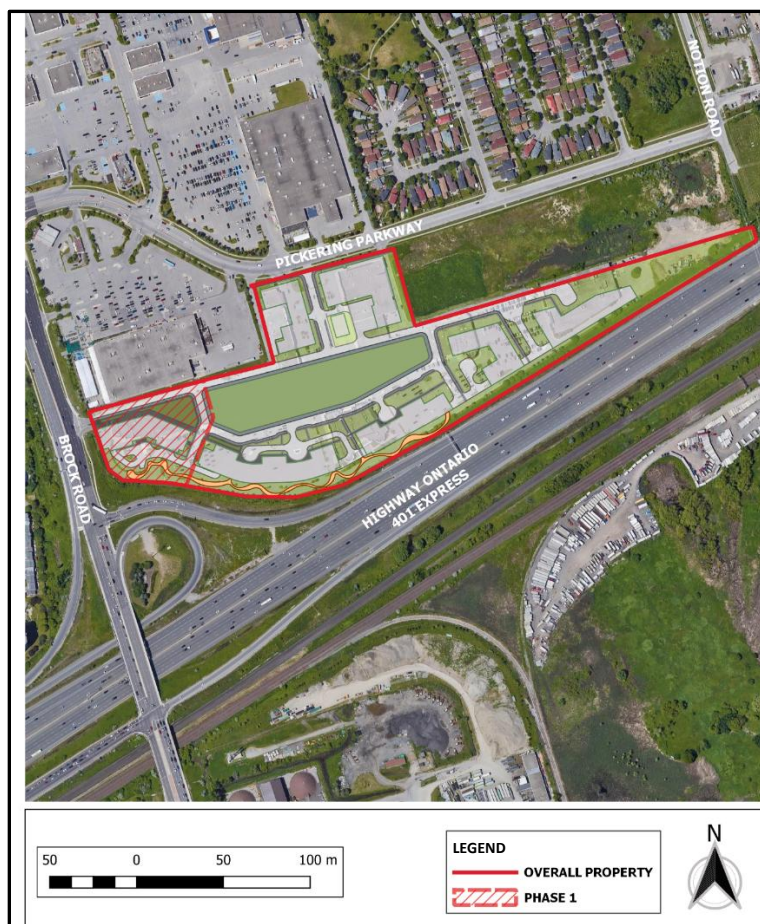 NOTION ROAD
PICKERING PARKWAY
BROCK ROAD
HIGHWAY ONTARIO
401 EXPRESS
50 0 50 100 m
LEGEND
OVERALL PROPERTY
PHASE 1
N